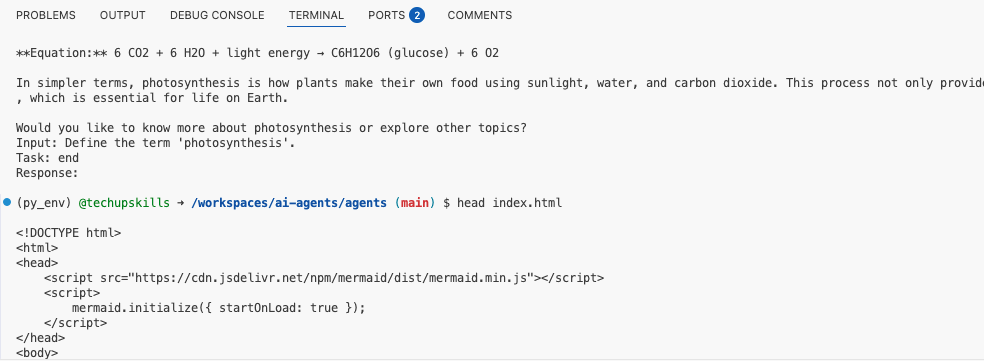 PROBLEMS OUTPUT DEBUG CONSOLE TERMINAL PORTS 2 COMMENTS
**Equation:** 6 CO2 + 6 H2O + light energy → C6H12O6 (glucose) + 6 O2
In simpler terms, photosynthesis is how plants make their own food using sunlight, water, and carbon dioxide. This process not only provide
, which is essential for life on Earth.
Would you like to know more about photosynthesis or explore other topics?
Input: Define the term 'photosynthesis'.
Task: end
Response:
(py_env) @techupskills → /workspaces/ai-agents/agents (main) $ head index.html
<!DOCTYPE html>
<html>
<head>
    <script src="https://cdn.jsdelivr.net/npm/mermaid/dist/mermaid.min.js"></script>
    <script>
        mermaid.initialize({ startOnLoad: true });
    </script>
</head>
<body>